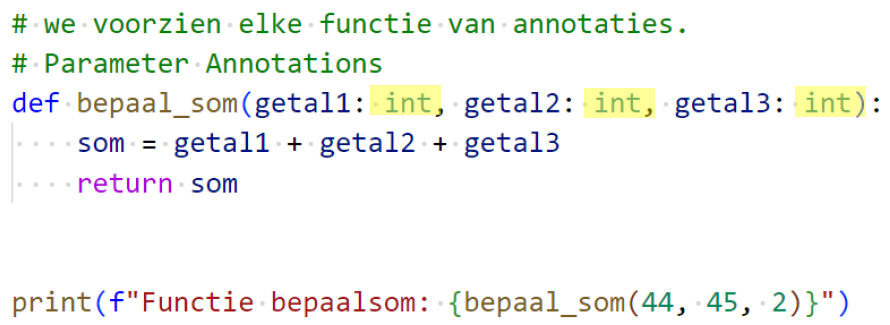 # we voorzien elke functie van annotaties.
# Parameter Annotations
def bepaal_som(getal1: int, getal2: int, getal3: int):
    som = getal1 + getal2 + getal3
    return som
print(f"Functie bepaalsom: {bepaal_som(44, 45, 2)}")